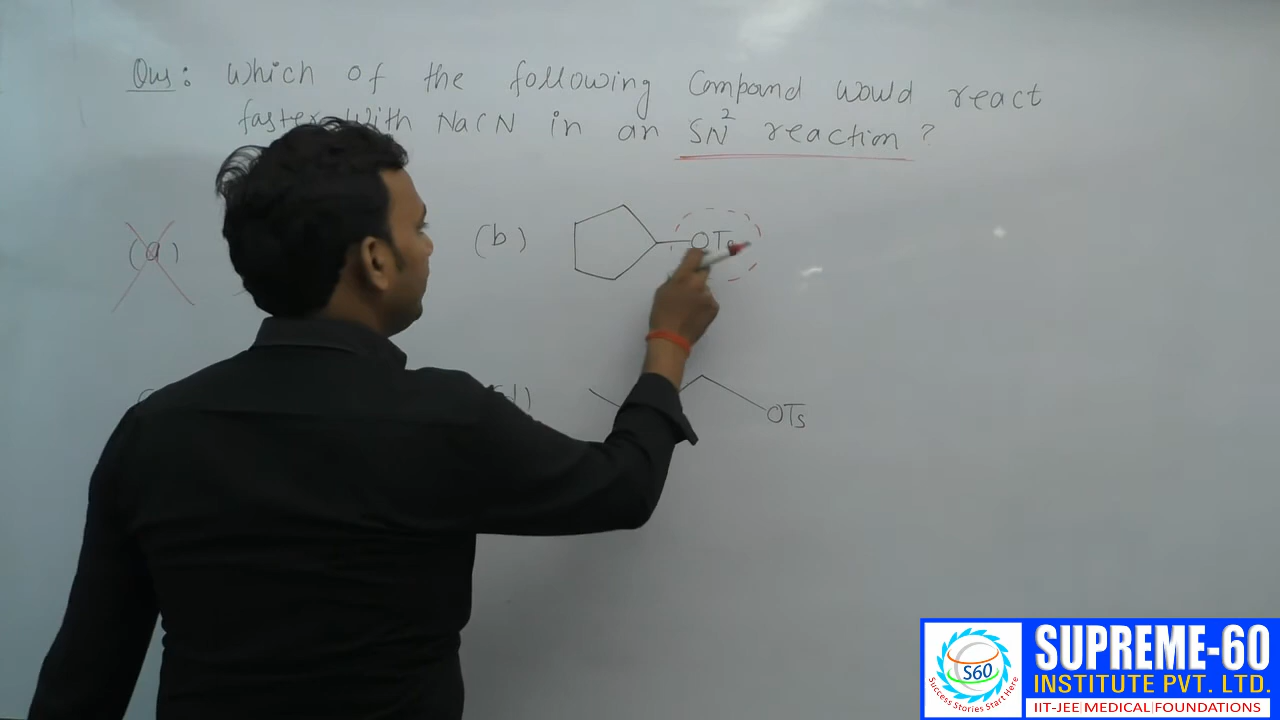 Ques: Which of the following Compound would react
faster with NaCN in an SN² reaction ?
(a)
(b)
OTs
OTs
SUPREME-60
INSTITUTE PVT. LTD.
IIT-JEE MEDICAL FOUNDATIONS
S60
Success Stories Start Here